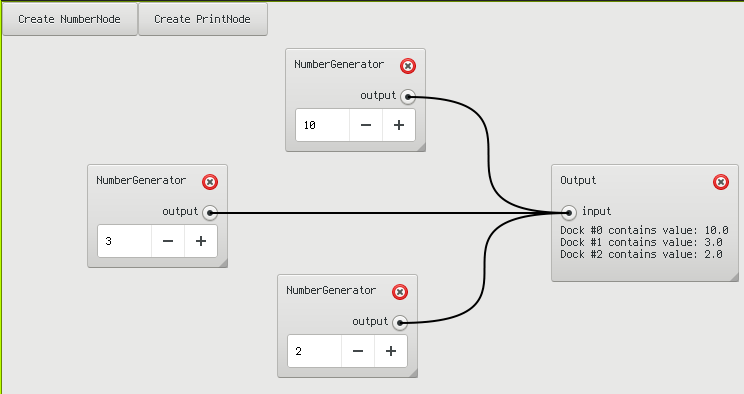 Create NumberNode
Create PrintNode
NumberGenerator
output
10
NumberGenerator
output
3
Output
input
Dock #0 contains value: 10.0
Dock #1 contains value: 3.0
Dock #2 contains value: 2.0
NumberGenerator
output
2